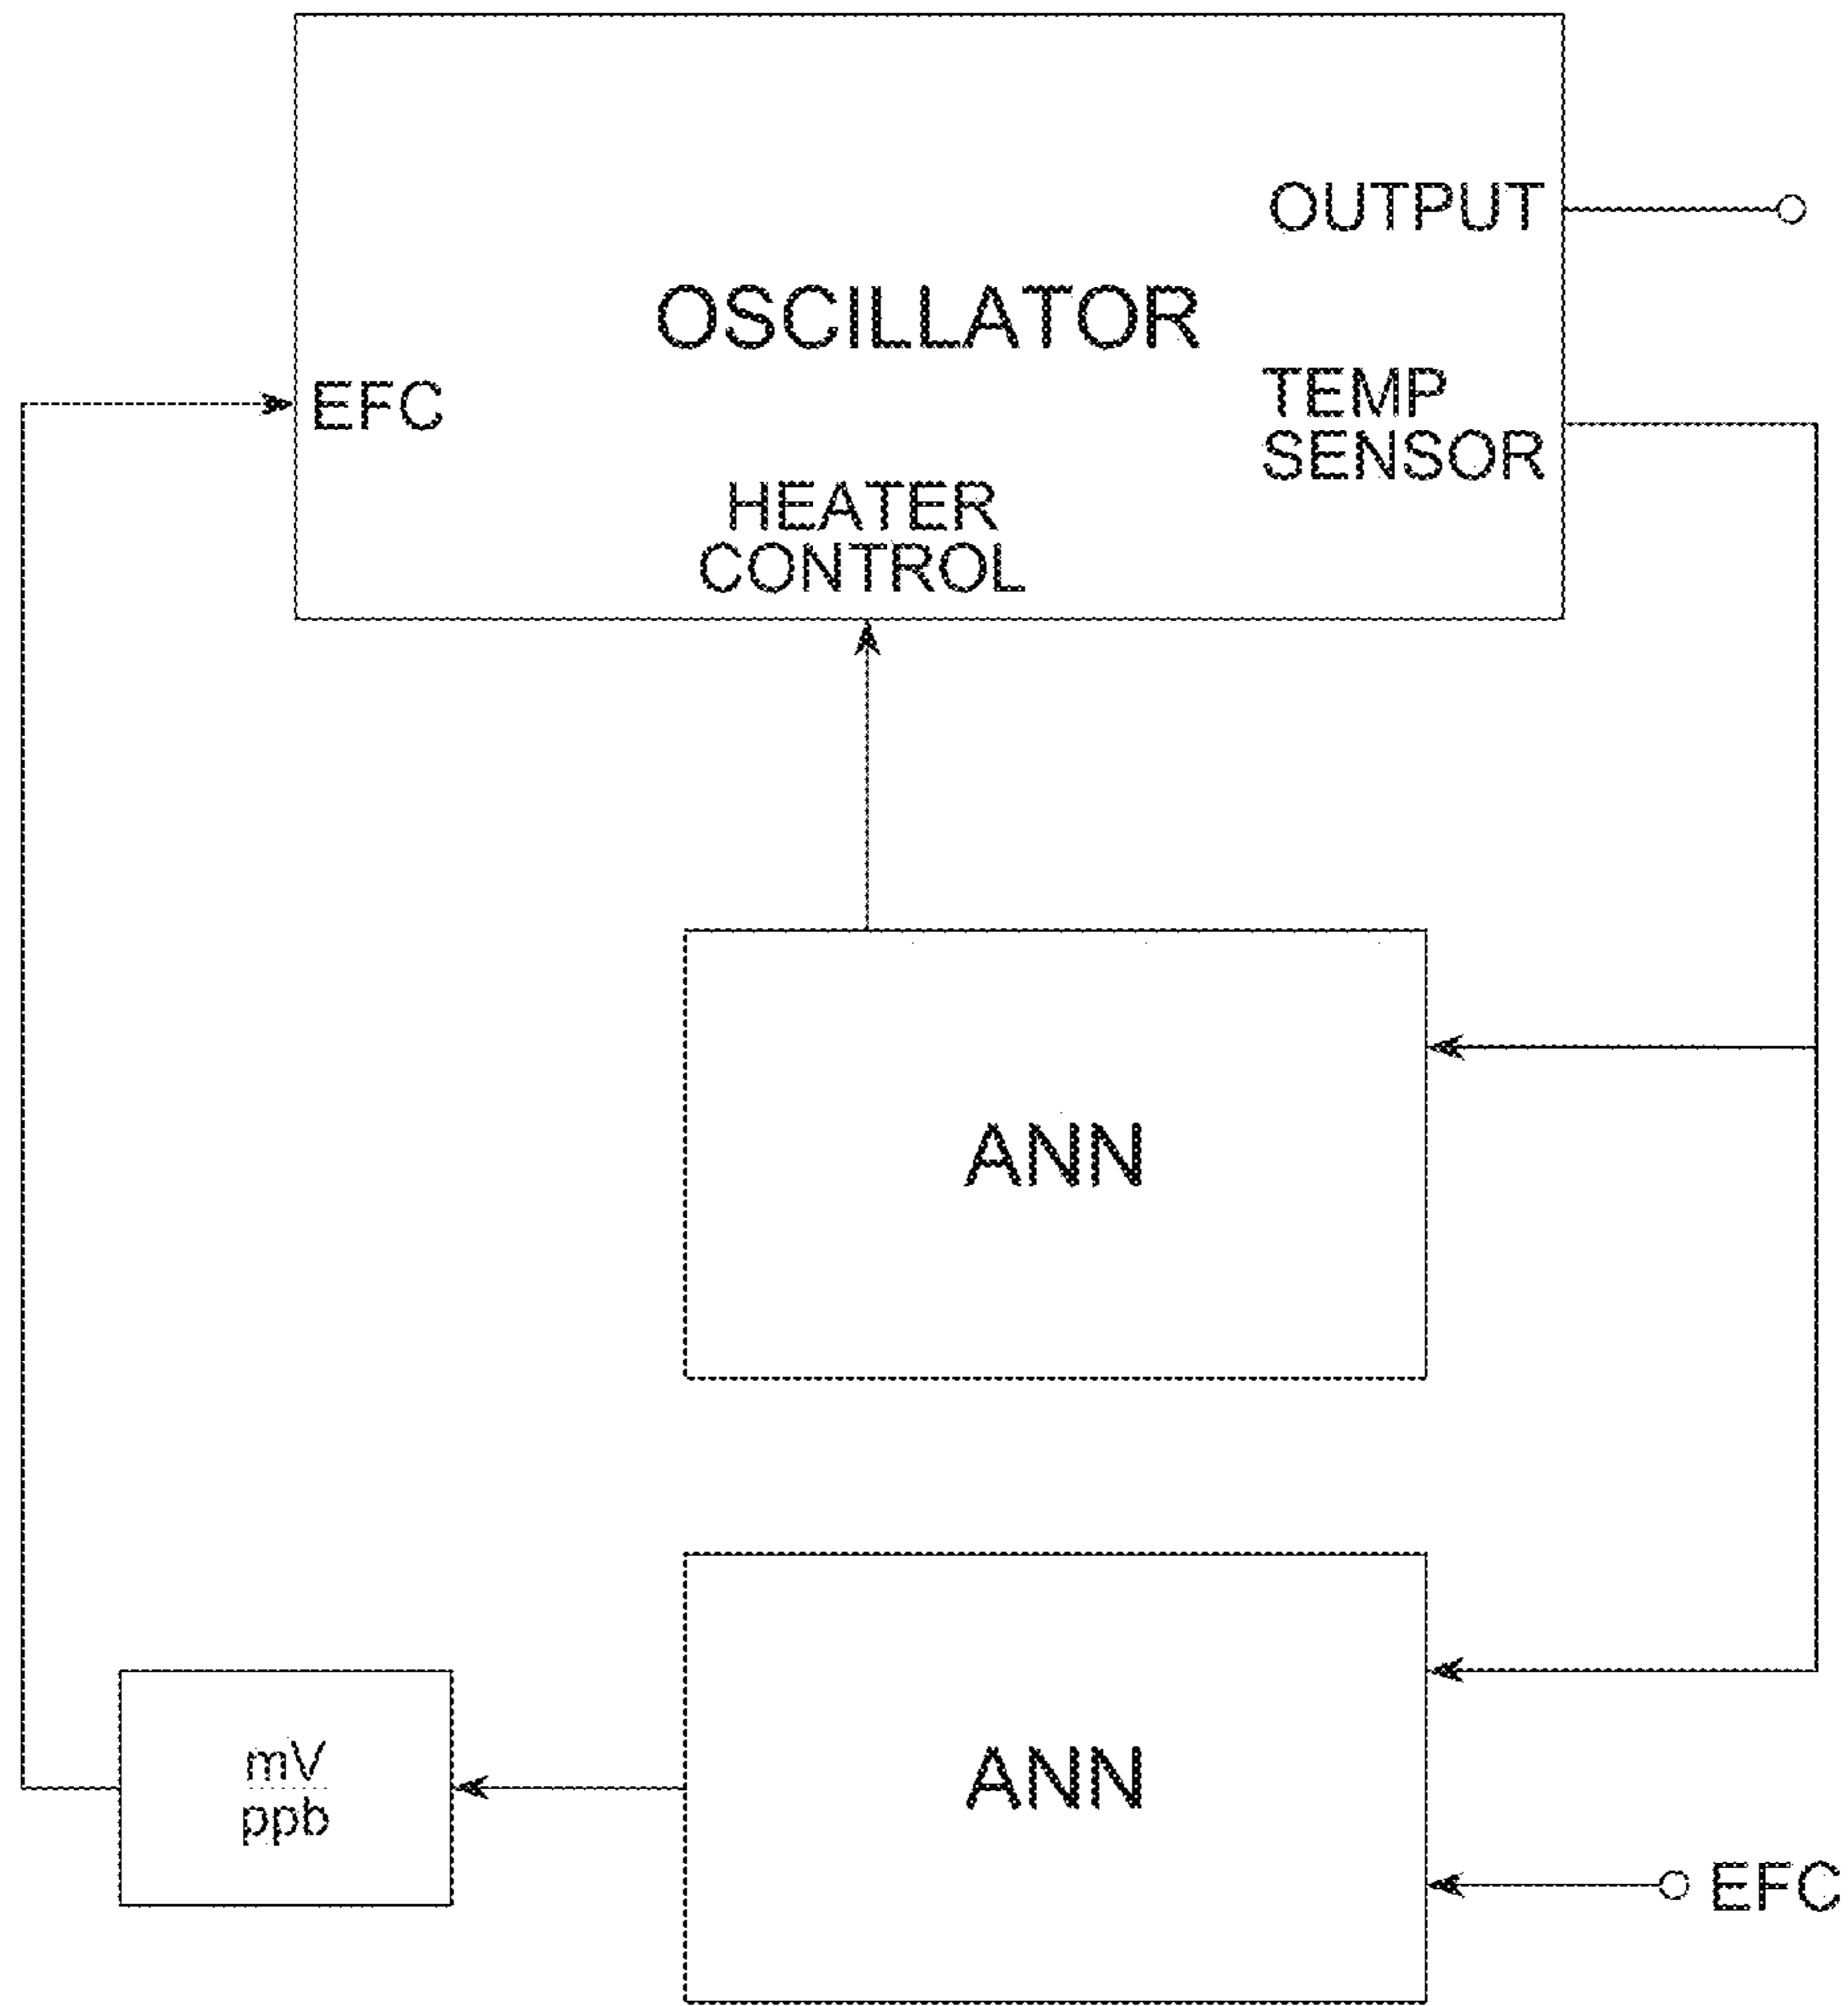 OUTPUT
OSCILLATOR
EFC
TEMP
SENSOR
HEATER
CONTROL
ANN
ANN
mV
ppb
EFC